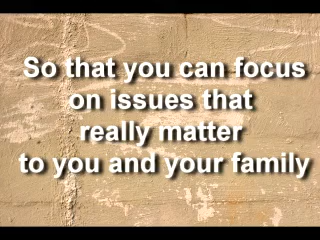 So that you can focus
on issues that
really matter
to you and your family